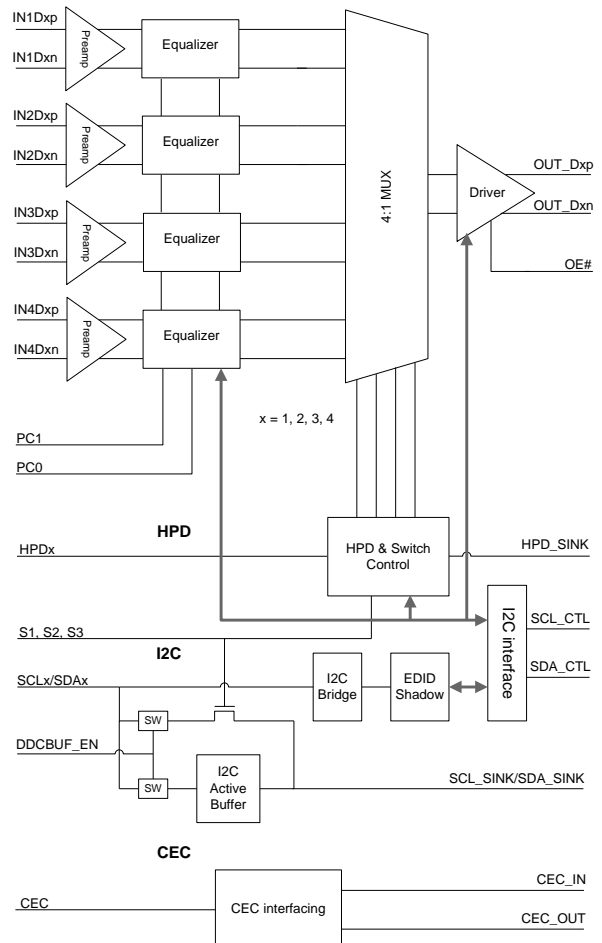 IN1Dxp
Preamp
Equalizer
IN1Dxn
IN2Dxp
Preamp
Equalizer
IN2Dxn
OUT_Dxp
Driver
4:1 MUX
IN3Dxp
Preamp
Equalizer
OUT_Dxn
IN3Dxn
OE#
IN4Dxp
Preamp
Equalizer
IN4Dxn
x = 1, 2, 3, 4
PC1
PC0
HPD
HPDx
HPD & Switch
Control
HPD_SINK
S1, S2, S3
I2C
I2C interface
SCL_CTL
SCLx/SDAx
I2C
Bridge
EDID
Shadow
SDA_CTL
SW
DDCBUF_EN
SW
I2C
Active
Buffer
SCL_SINK/SDA_SINK
CEC
CEC_IN
CEC
CEC interfacing
CEC_OUT